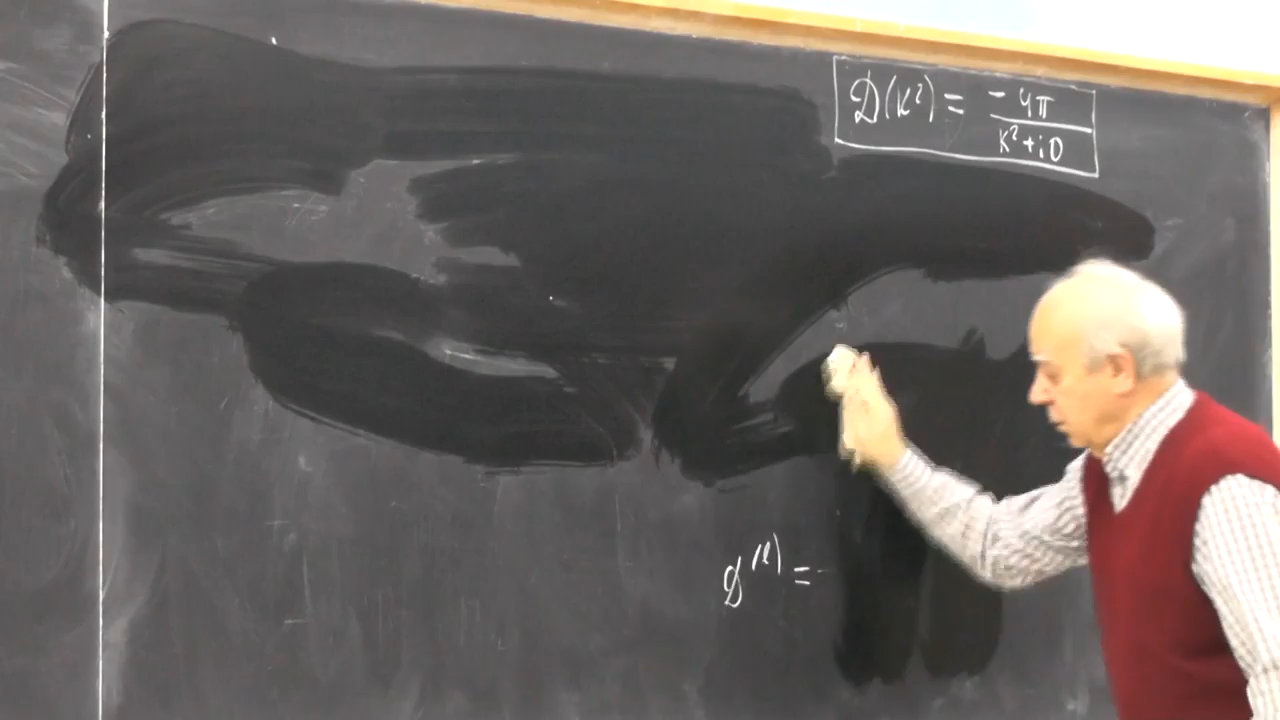 D(k²) = -4π / k²+i0
D⁽ˡ⁾ = -